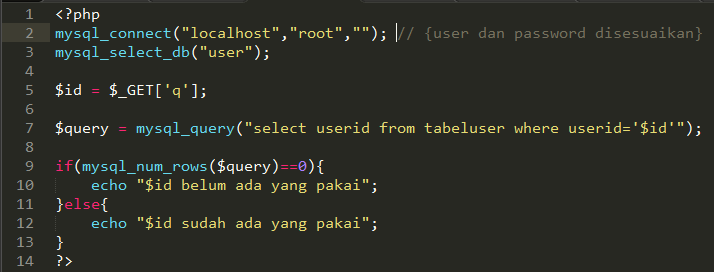 1 <?php
2 mysql_connect("localhost","root",""); // {user dan password disesuaikan}
3 mysql_select_db("user");
4
5 $id = $_GET['q'];
6
7 $query = mysql_query("select userid from tabeluser where userid='$id'");
8
9 if(mysql_num_rows($query)==0){
10     echo "$id belum ada yang pakai";
11 }else{
12     echo "$id sudah ada yang pakai";
13 }
14 ?>